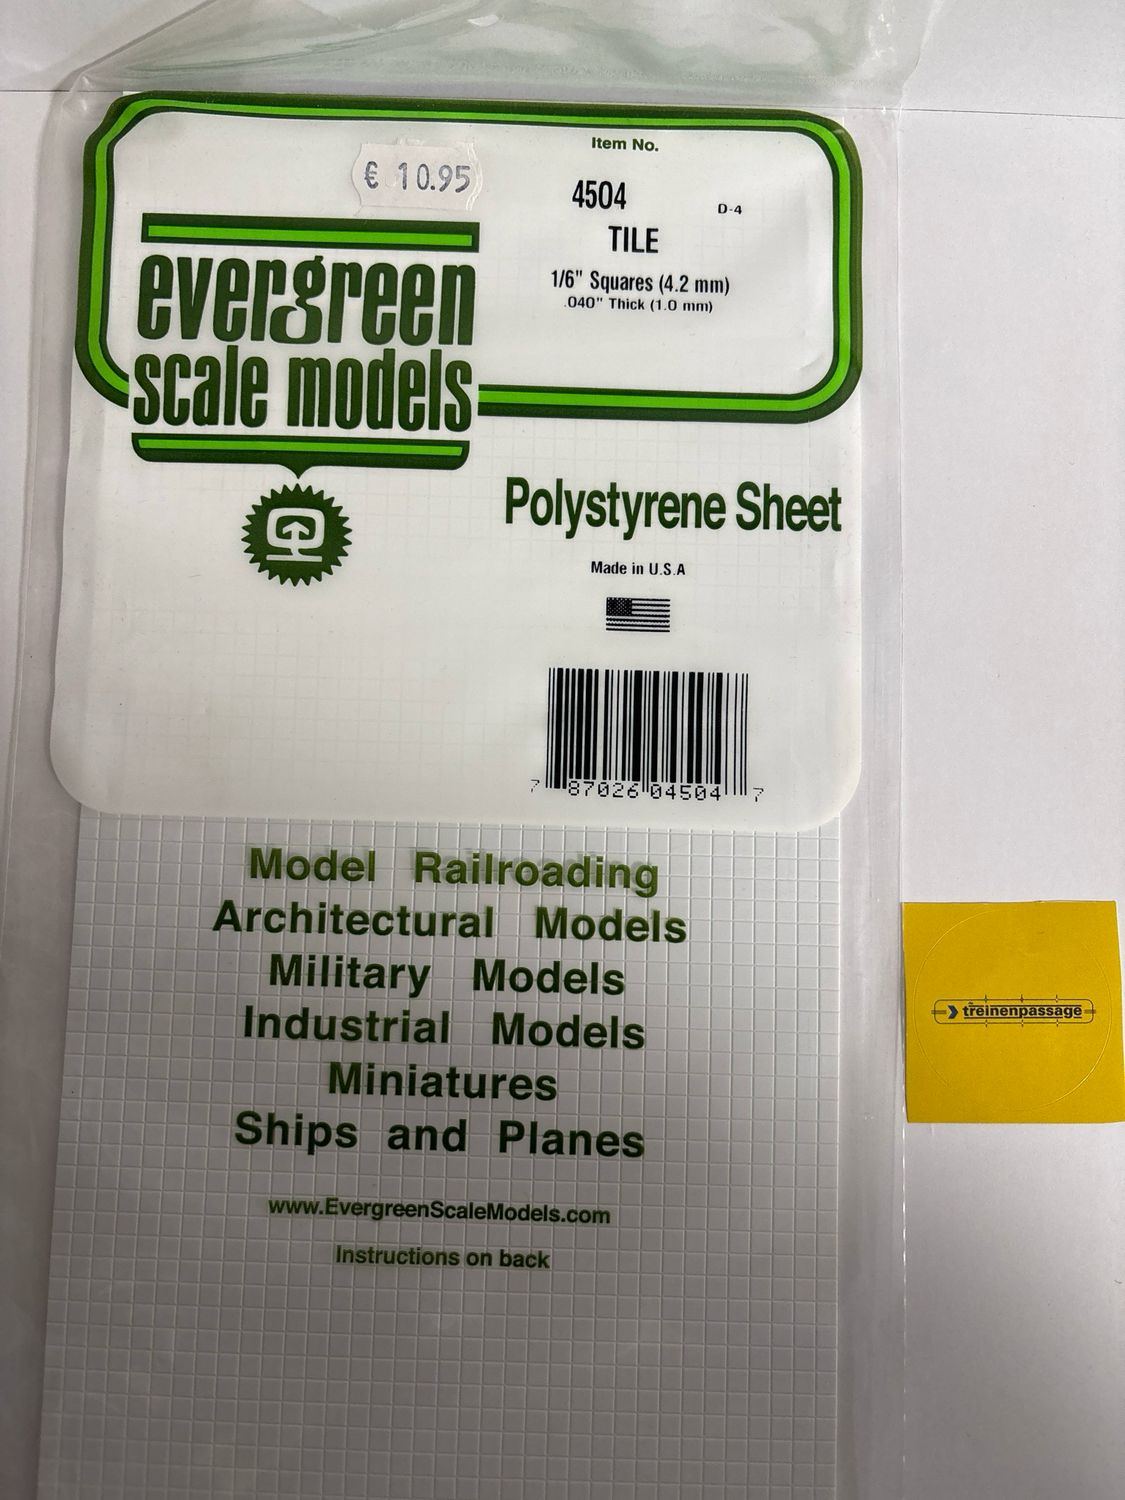 Item No.
€ 10.95
4504
D-4
TILE
1/6" Squares (4.2 mm)
.040" Thick (1.0 mm)
evergreen
scale models
Polystyrene Sheet
Made in U.S.A
7 87026 04504 7
Model Railroading
Architectural Models
Military Models
Industrial Models
Miniatures
Ships and Planes
www.EvergreenScaleModels.com
Instructions on back
de
treinenpassage